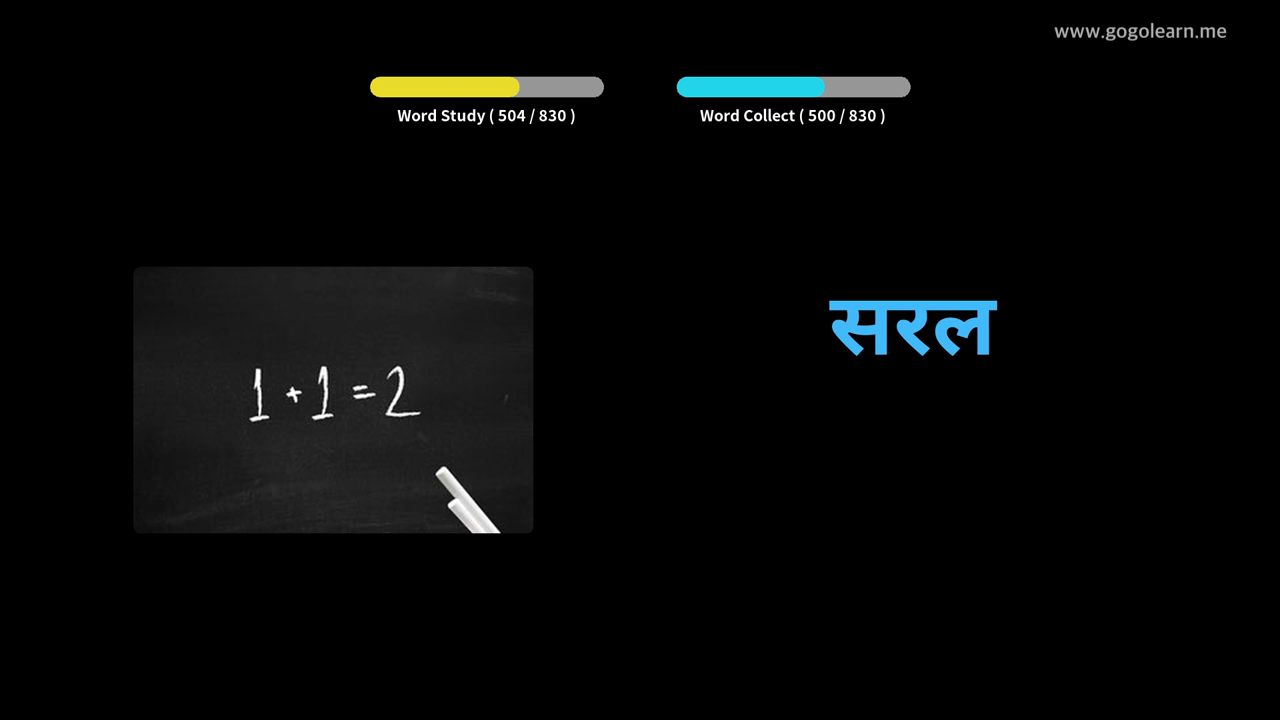 www.gogolearn.me
Word Study ( 504 / 830 )
Word Collect ( 500 / 830 )
सरल
1 + 1 = 2